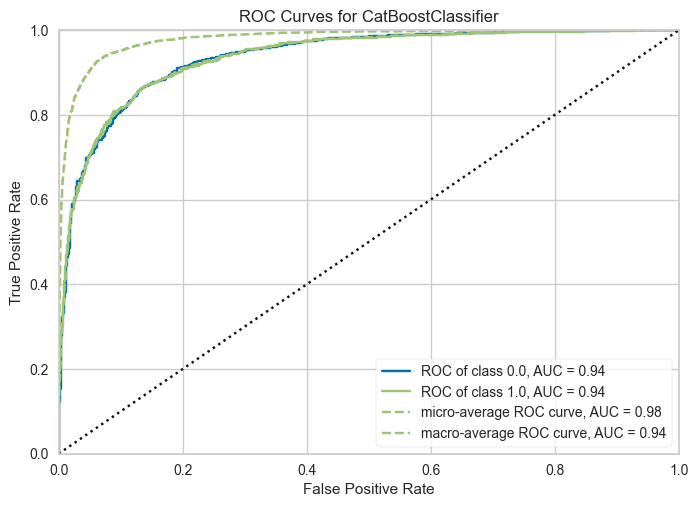 ROC Curves for CatBoostClassifier
1.0
0.8
0.6
0.4
0.2
0.0
True Positive Rate
ROC of class 0.0, AUC = 0.94
ROC of class 1.0, AUC = 0.94
micro-average ROC curve, AUC = 0.98
macro-average ROC curve, AUC = 0.94
0.0 0.2 0.4 0.6 0.8 1.0
False Positive Rate